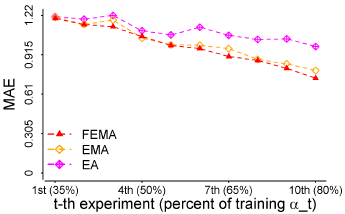 1.222
0.915
0.61
0.305
0
MAE
FEMA
EMA
EA
1st (35%) 4th (50%) 7th (65%) 10th (80%)
t-th experiment (percent of training α_t)